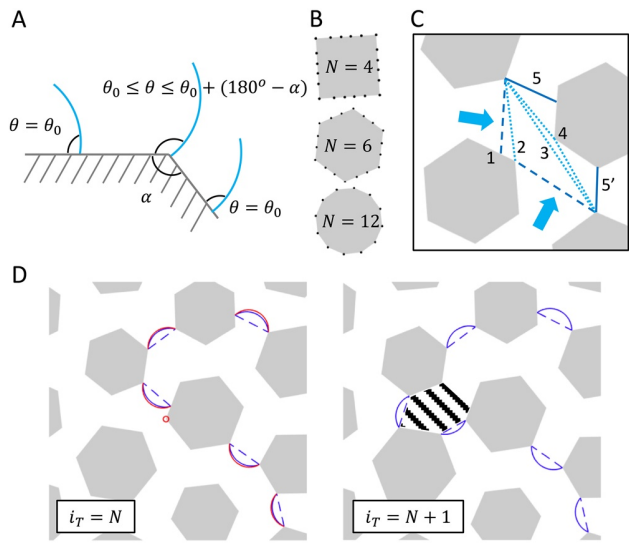 A
θ₀ ≤ θ ≤ θ₀ + (180° − α)
θ = θ₀
α
θ = θ₀
B
N = 4
N = 6
N = 12
C
5
4
3
2
1
5'
D
i_T = N
i_T = N + 1